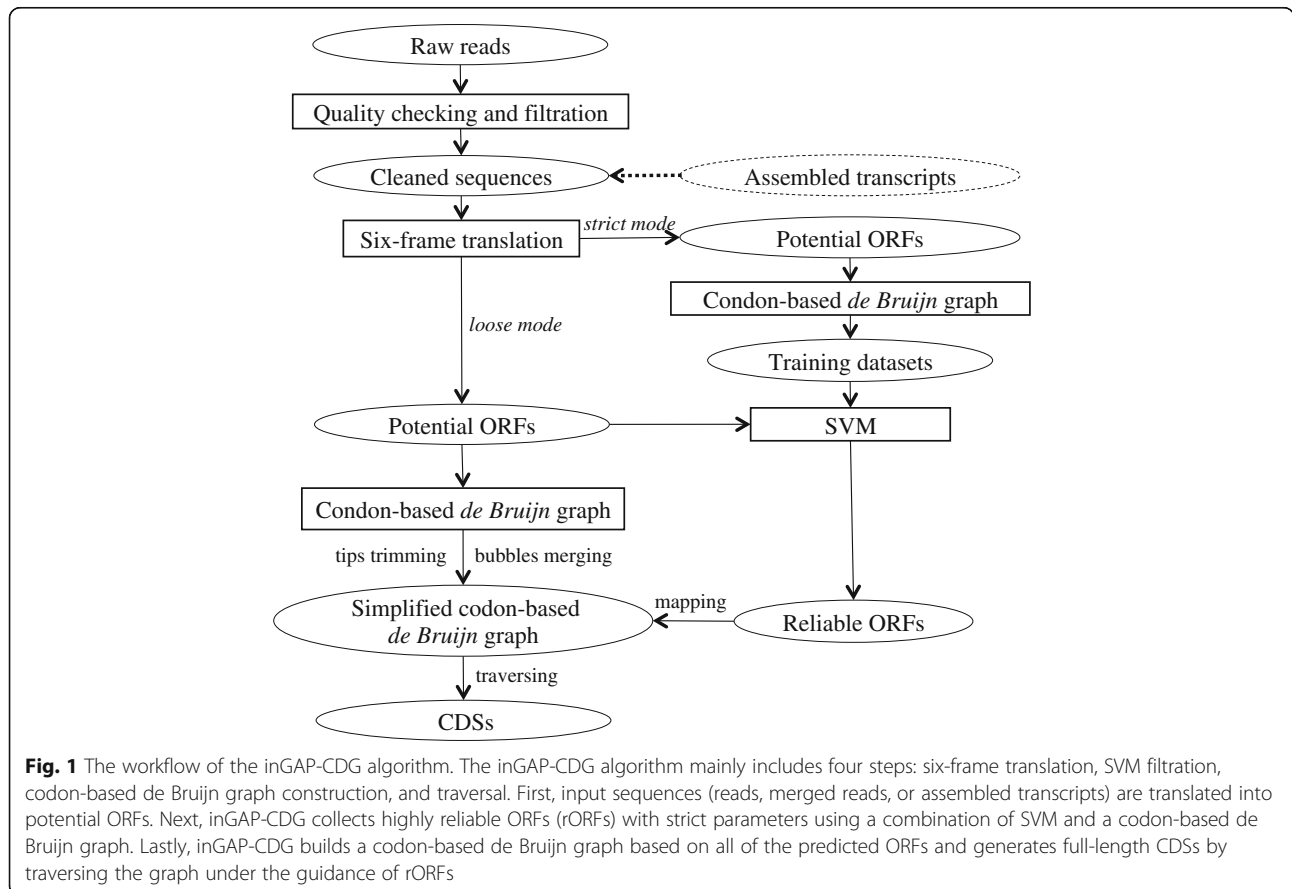 Raw reads
Quality checking and filtration
Cleaned sequences
Assembled transcripts
Six-frame translation
strict mode
Potential ORFs
Condon-based de Bruijn graph
loose mode
Training datasets
Potential ORFs
SVM
Condon-based de Bruijn graph
tips trimming
bubbles merging
Simplified codon-based
de Bruijn graph
mapping
Reliable ORFs
traversing
CDSs
Fig. 1 The workflow of the inGAP-CDG algorithm. The inGAP-CDG algorithm mainly includes four steps: six-frame translation, SVM filtration,
codon-based de Bruijn graph construction, and traversal. First, input sequences (reads, merged reads, or assembled transcripts) are translated into
potential ORFs. Next, inGAP-CDG collects highly reliable ORFs (rORFs) with strict parameters using a combination of SVM and a codon-based de
Bruijn graph. Lastly, inGAP-CDG builds a codon-based de Bruijn graph based on all of the predicted ORFs and generates full-length CDSs by
traversing the graph under the guidance of rORFs